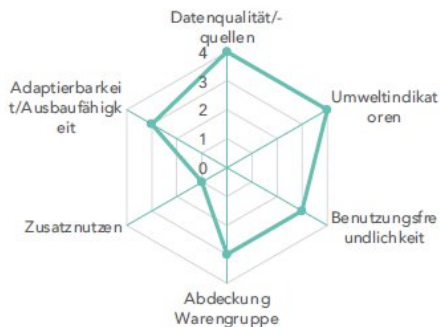 Datenqualität/-
quellen
4
3
2
1
0
Adaptierbarkei
t/Ausbaufähigk
eit
Umweltindikat
oren
Zusatznutzen
Benutzungsfre
undlichkeit
Abdeckung
Warengruppe